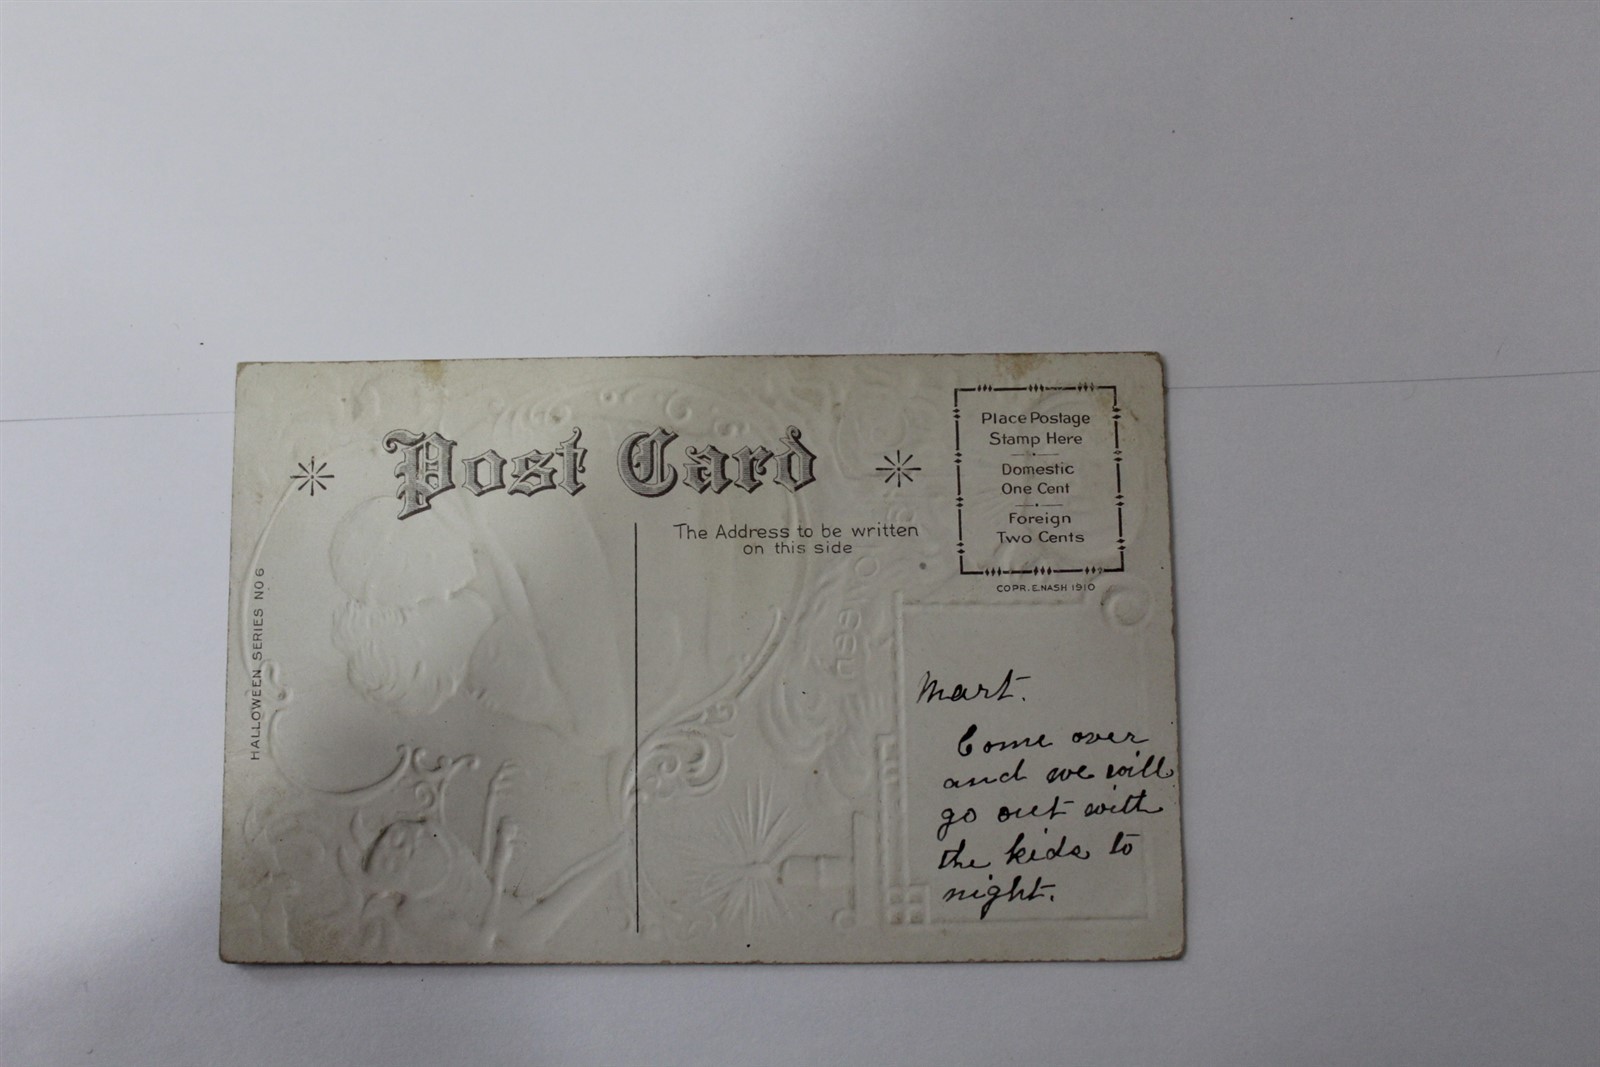 Post Card
The Address to be written
on this side
Place Postage
Stamp Here
Domestic
One Cent
Foreign
Two Cents
COPR. E. NASH 1910
HALLOWEEN SERIES NO 6
Mart.
Come over
and we will
go out with
the kids to
night.